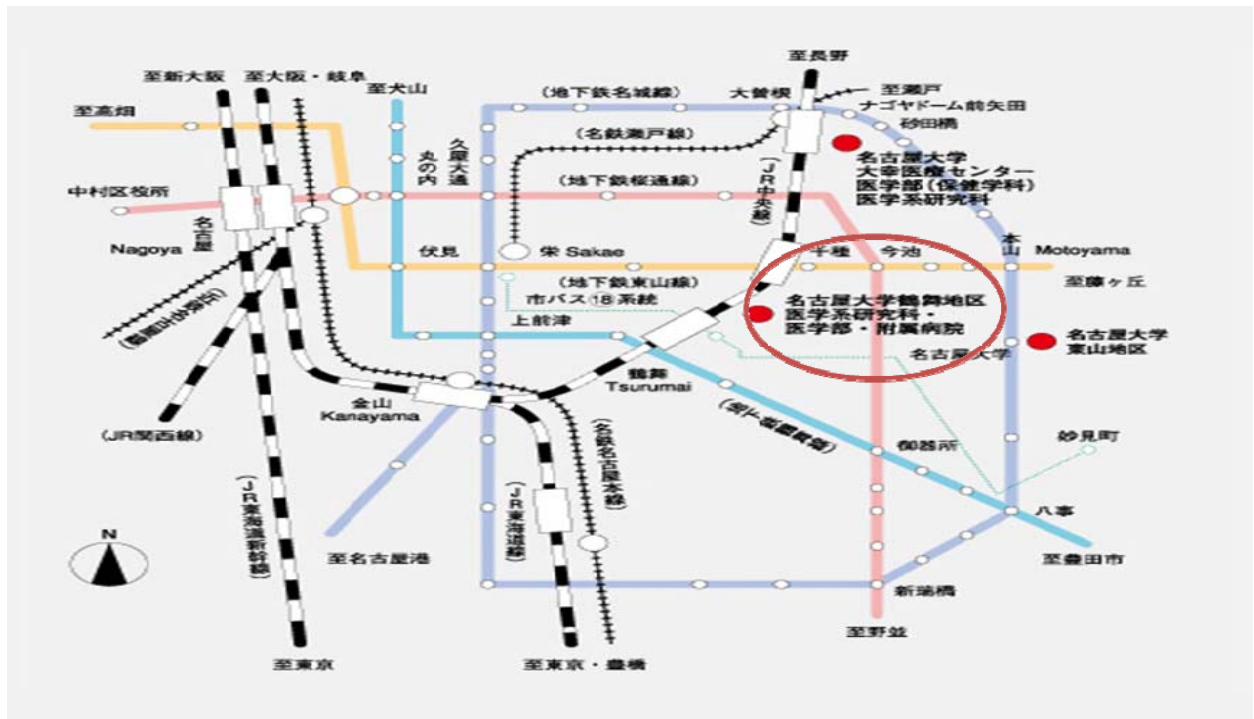 至長野
至新大阪
至大阪・岐阜
至犬山
(地下鉄名城線)
大曽根
至瀬戸
ナゴヤドーム前矢田
至高畑
砂田橋
(名鉄瀬戸線)
久屋大通
丸の内
名古屋大学
大幸医療センター
医学部(保健学科)
医学系研究科
(JR中央線)
中村区役所
(地下鉄桜通線)
名古屋
Nagoya
伏見
栄 Sakae
千種
今池
本山
Motoyama
(地下鉄東山線)
至藤ヶ丘
市バス⑱系統
名古屋大学鶴舞地区
医学系研究科・
医学部・附属病院
上前津
名古屋大学
東山地区
名古屋大学
鶴舞
Tsurumai
金山
Kanayama
(地下鉄鶴舞線)
(JR関西線)
(名鉄名古屋本線)
御器所
妙見町
(JR東海道新幹線)
(JR東海道線)
八事
N
至名古屋港
至豊田市
新瑞橋
至野並
至東京
至東京・豊橋